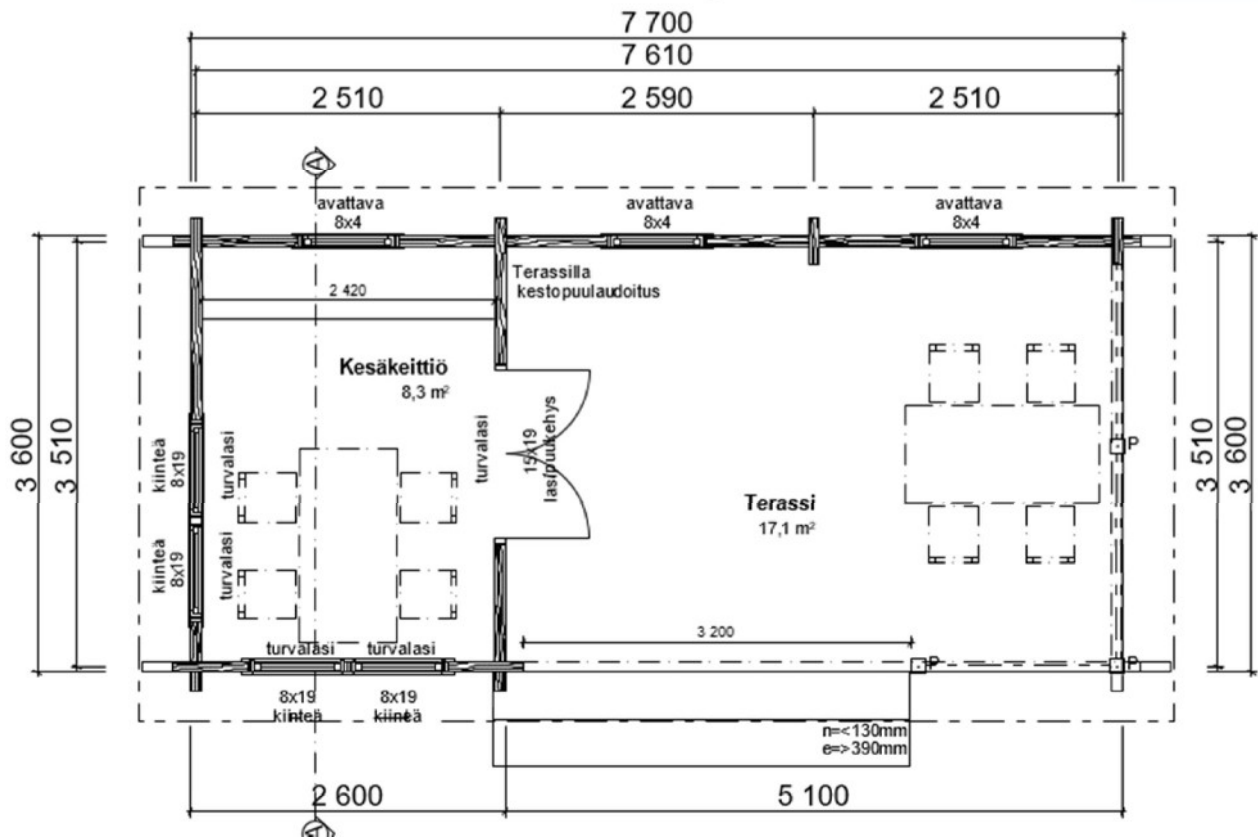 7 700
7 610
2 510
2 590
2 510
A
avattava
8x4
avattava
8x4
avattava
8x4
Terassilla
kestopuulaudoitus
2 420
Kesäkeittiö
8,3 m²
3 600
3 510
kiinteä
8x19
turvalasi
kiinteä
8x19
turvalasi
turvalasi
15x19
lasipuukehys
Terassi
17,1 m²
P
3 510
3 600
3 200
turvalasi
turvalasi
P
P
8x19
kiinteä
8x19
kiinteä
n=<130mm
e=>390mm
2 600
5 100
A